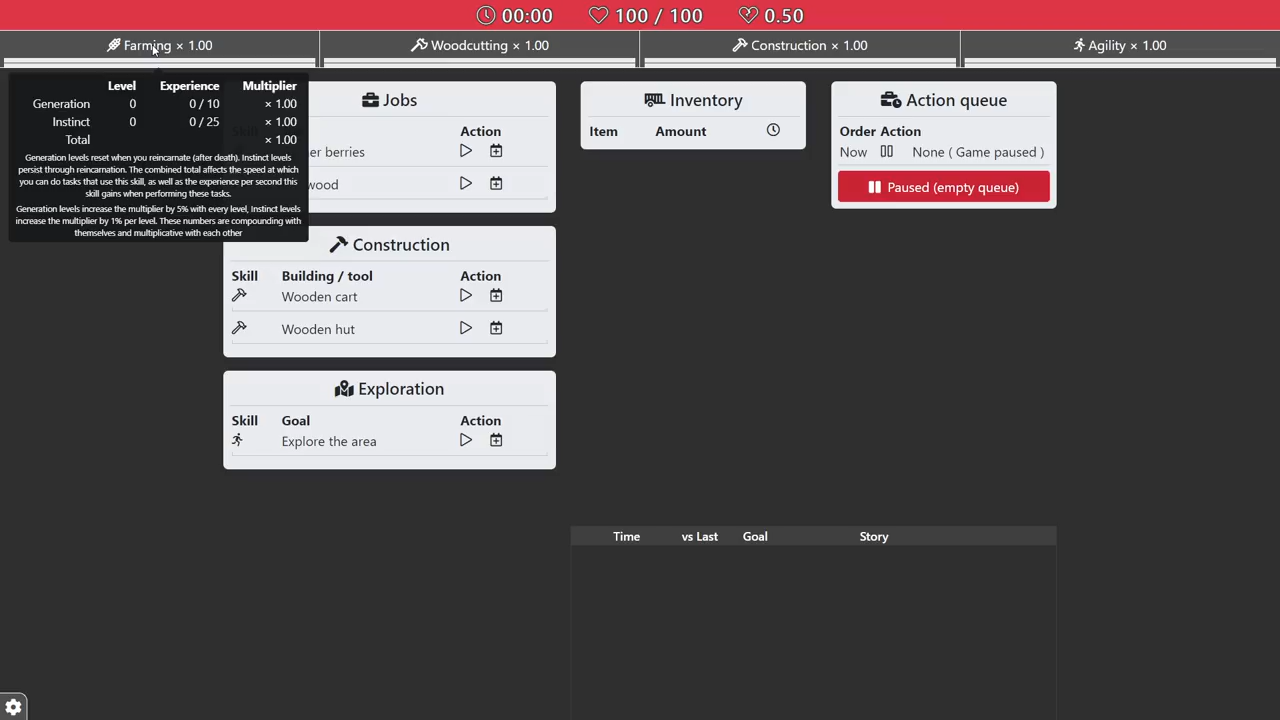 00:00 100 / 100 0.50
Farming × 1.00 Woodcutting × 1.00 Construction × 1.00 Agility × 1.00
Level Experience Multiplier
Generation 0 0 / 10 × 1.00
Instinct 0 0 / 25 × 1.00
Total × 1.00
Generation levels reset when you reincarnate (after death). Instinct levels
persist through reincarnation. The combined total affects the speed at which
you can do tasks that use this skill, as well as the experience per second this
skill gains when performing these tasks.
Generation levels increase the multiplier by 5% with every level, Instinct levels
increase the multiplier by 1% per level. These numbers are compounding with
themselves and multiplicative with each other
Jobs
Action
berries
wood
Construction
Skill Building / tool Action
Wooden cart
Wooden hut
Exploration
Skill Goal Action
Explore the area
Inventory
Item Amount
Action queue
Order Action
Now None ( Game paused )
Paused (empty queue)
Time vs Last Goal Story